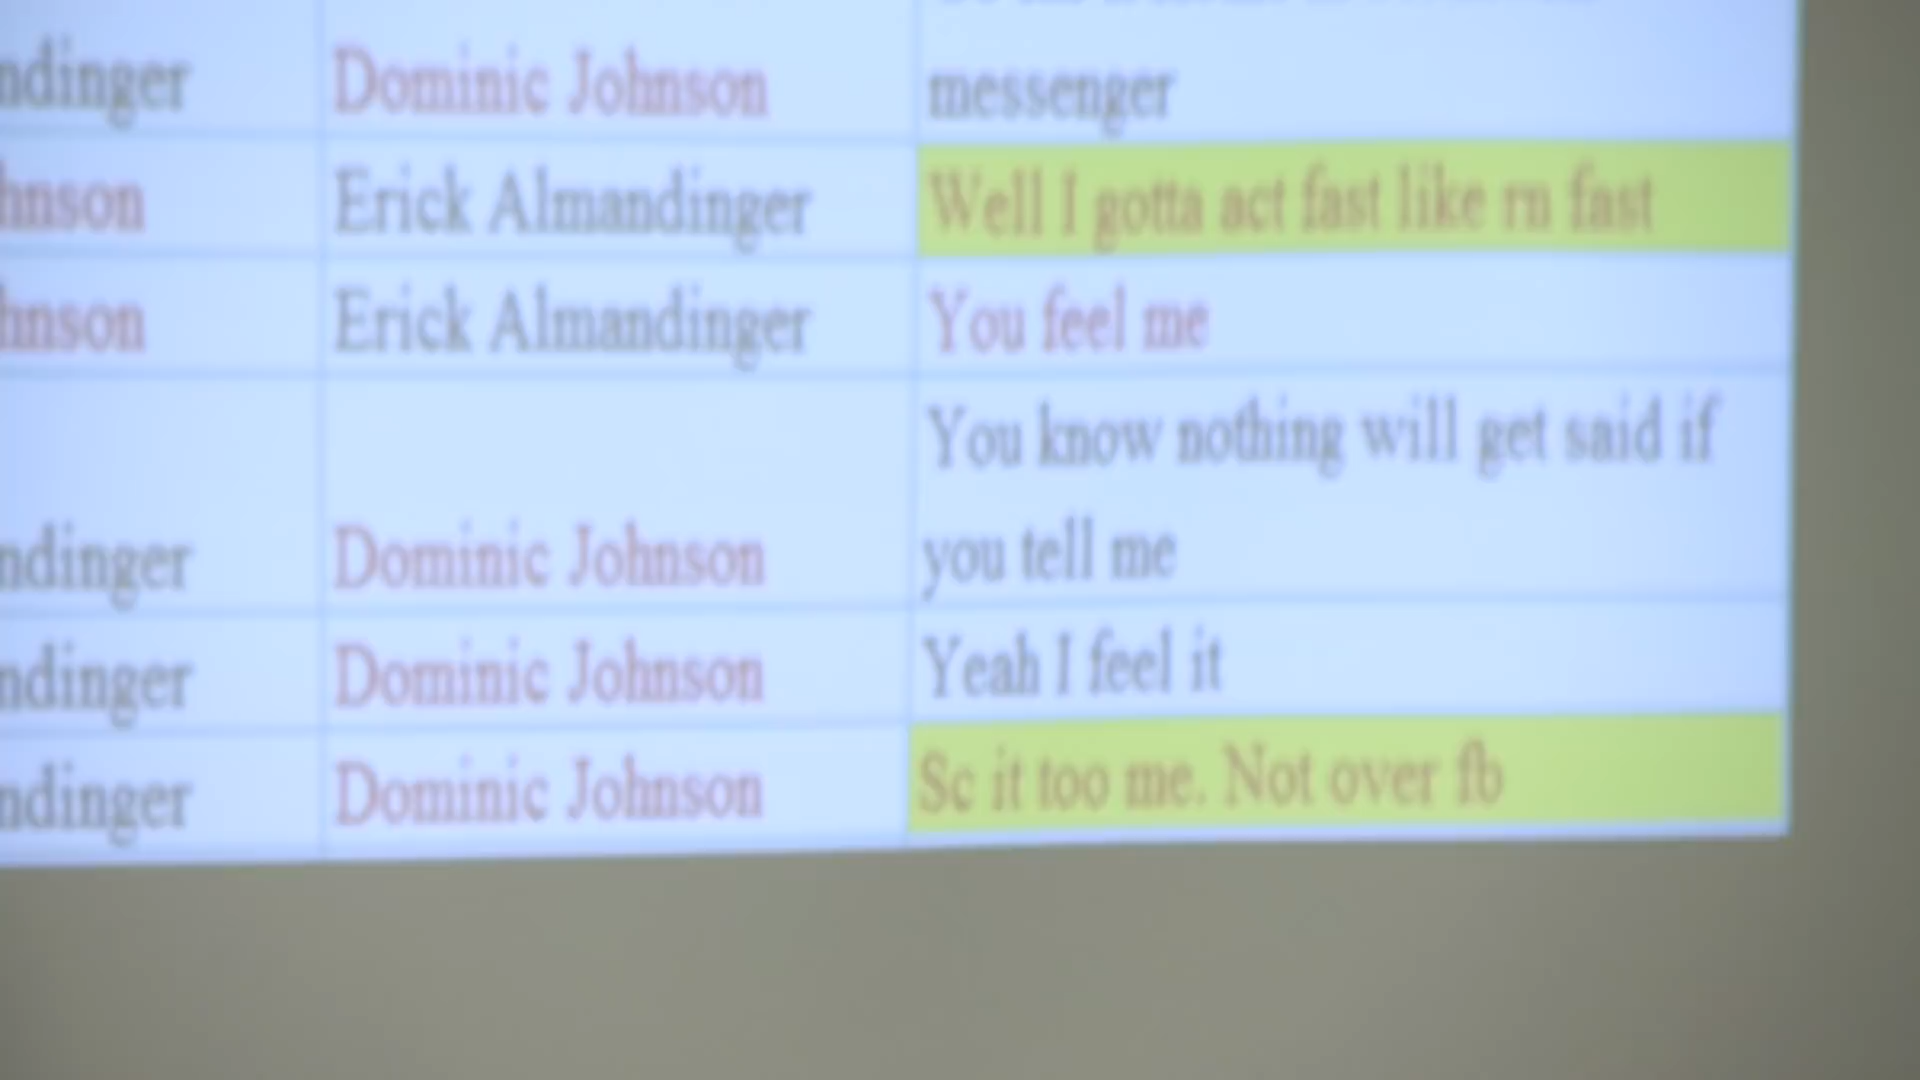 ndinger Dominic Johnson messenger
hnson Erick Almandinger Well I gotta act fast like rn fast
hnson Erick Almandinger You feel me
You know nothing will get said if
ndinger Dominic Johnson you tell me
ndinger Dominic Johnson Yeah I feel it
ndinger Dominic Johnson Sc it too me. Not over fb